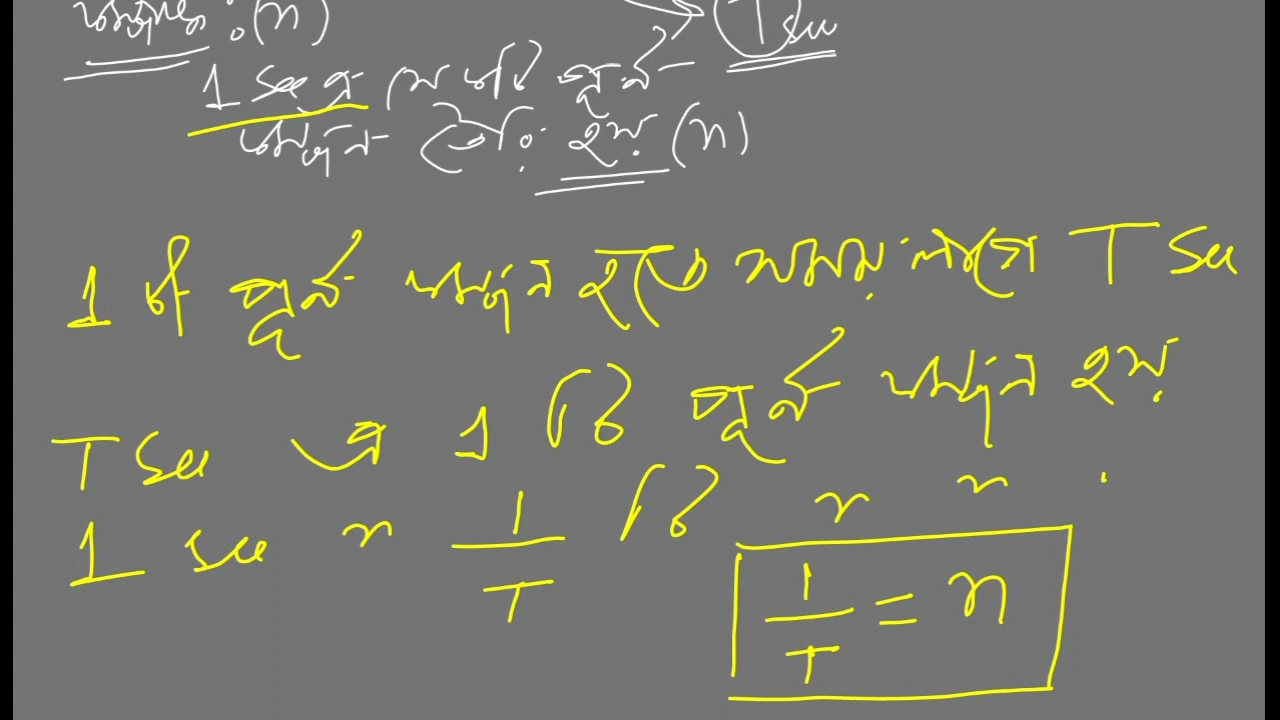 কম্পাঙ্ক : (n)
T sec
1 sec এ যে কটি পূর্ন
কম্পন তৈরি হয় (n)
1 টি পূর্ন কম্পন হতে সময় লাগে T sec
T sec এ 1 টি পূর্ন কম্পন হয়
1 sec " 1/T টি " " .
1/T = n